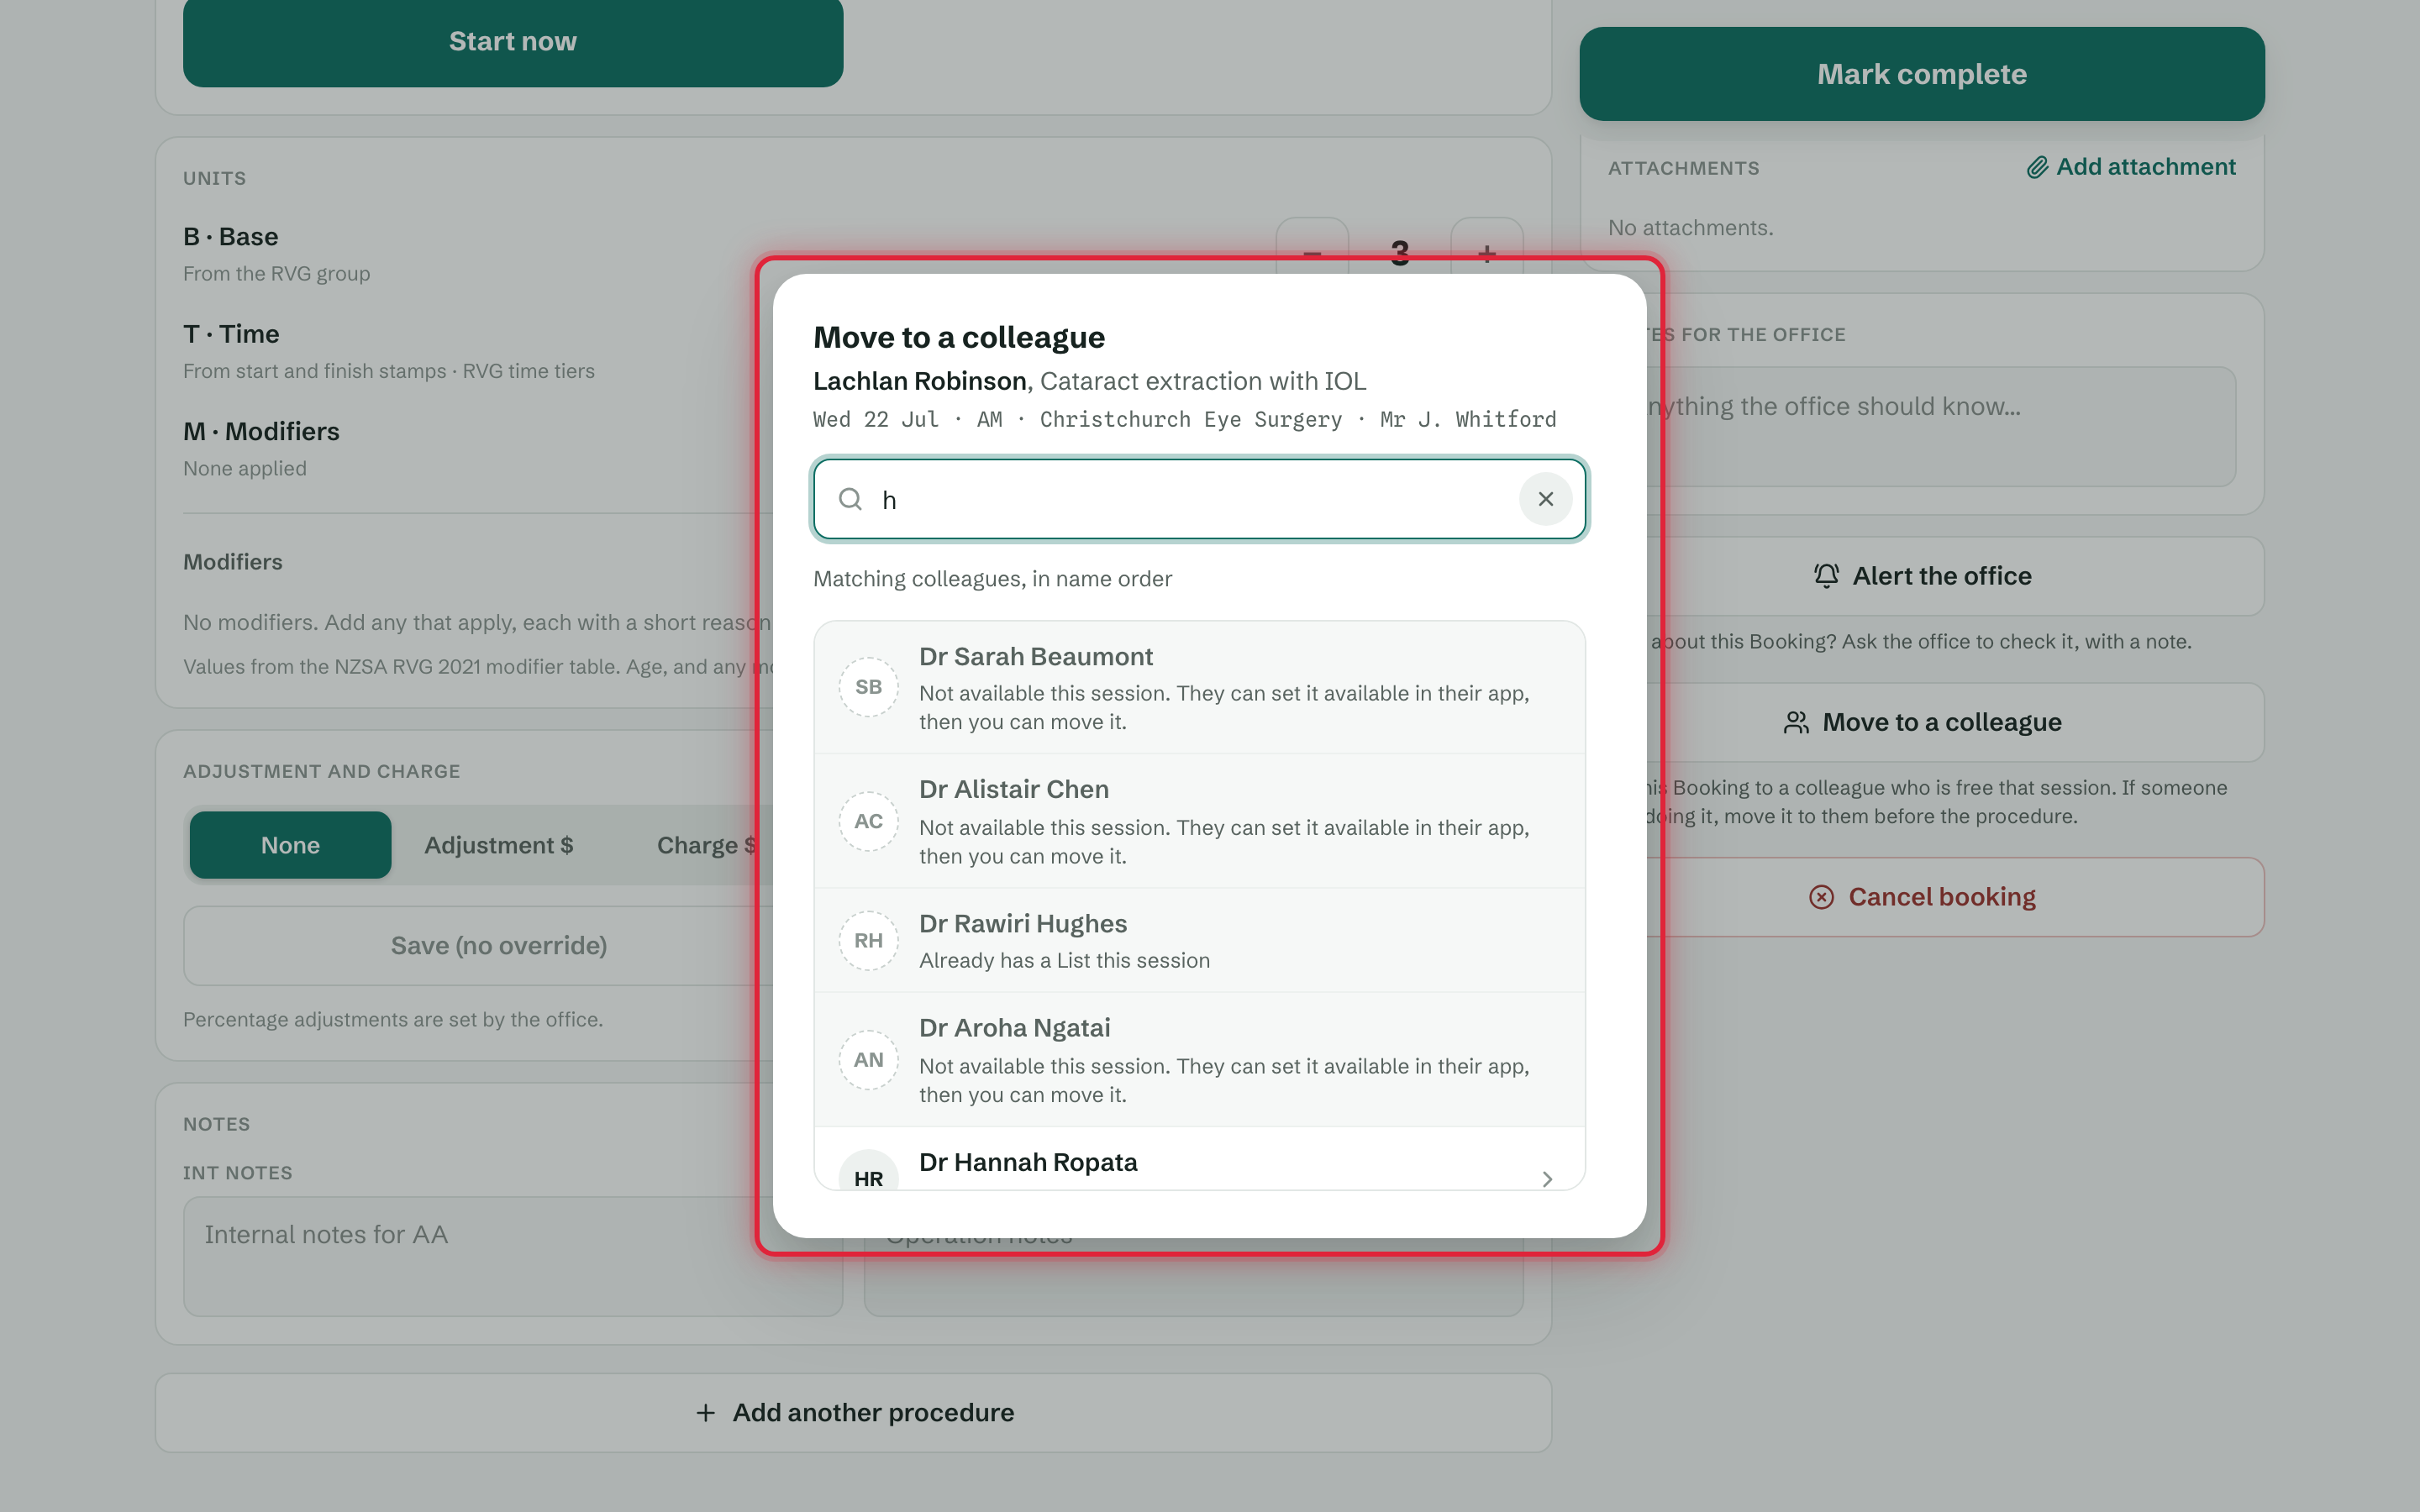 Start now
Mark complete
UNITS
B · Base
From the RVG group
3
T · Time
From start and finish stamps · RVG time tiers
M · Modifiers
None applied
Modifiers
No modifiers. Add any that apply, each with a short reason
Values from the NZSA RVG 2021 modifier table. Age, and any
ADJUSTMENT AND CHARGE
None
Adjustment $
Charge $
Save (no override)
Percentage adjustments are set by the office.
NOTES
INT NOTES
Internal notes for AA
Operation notes
Add another procedure
Move to a colleague
Lachlan Robinson, Cataract extraction with IOL
Wed 22 Jul · AM · Christchurch Eye Surgery · Mr J. Whitford
h
Matching colleagues, in name order
SB
Dr Sarah Beaumont
Not available this session. They can set it available in their app,
then you can move it.
AC
Dr Alistair Chen
Not available this session. They can set it available in their app,
then you can move it.
RH
Dr Rawiri Hughes
Already has a List this session
AN
Dr Aroha Ngatai
Not available this session. They can set it available in their app,
then you can move it.
HR
Dr Hannah Ropata
ATTACHMENTS
Add attachment
No attachments.
FOR THE OFFICE
the office should know…
Alert the office
about this Booking? Ask the office to check it, with a note.
Move to a colleague
Booking to a colleague who is free that session. If someone
doing it, move it to them before the procedure.
Cancel booking